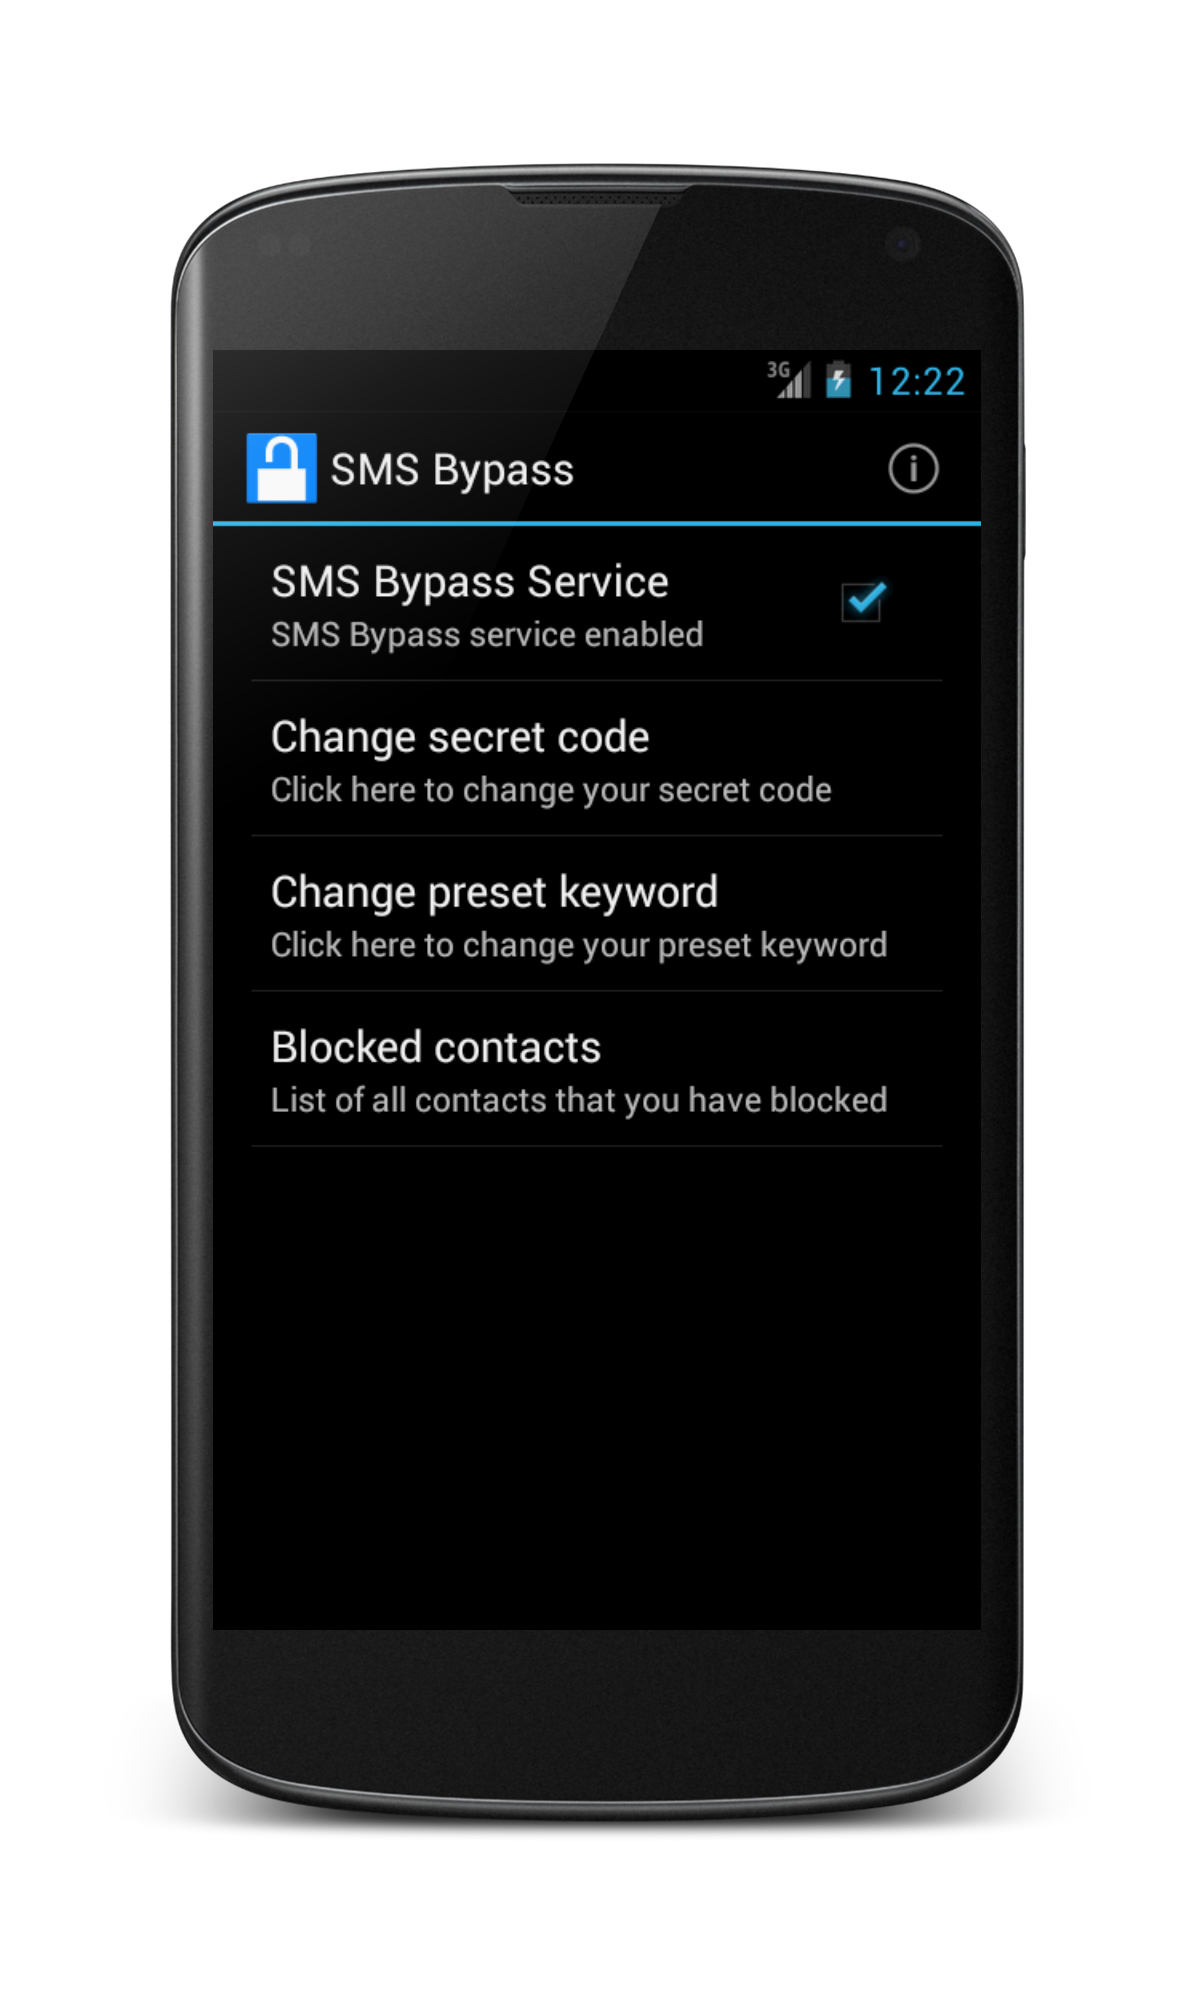 3G 12:22
SMS Bypass
SMS Bypass Service
SMS Bypass service enabled
Change secret code
Click here to change your secret code
Change preset keyword
Click here to change your preset keyword
Blocked contacts
List of all contacts that you have blocked